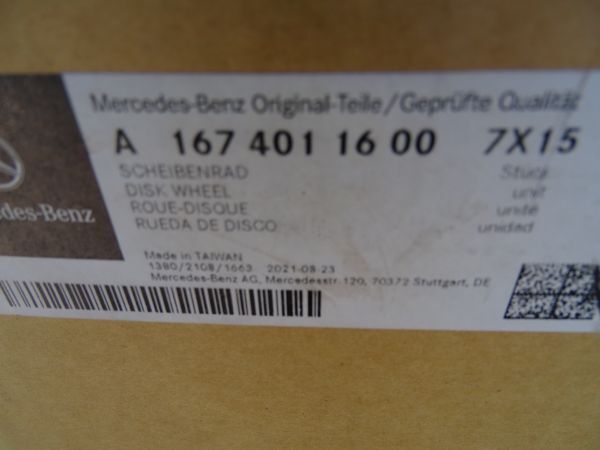 Mercedes-Benz Original-Teile/Geprüfte Qualität
A 167 401 16 00 7X15
SCHEIBENRAD Stück
DISK WHEEL unit
ROUE-DISQUE unité
RUEDA DE DISCO unidad
des-Benz
Made in TAIWAN
1380/2108/1663 2021-08-23
Mercedes-Benz AG, Mercedesstr. 120, 70372 Stuttgart, DE